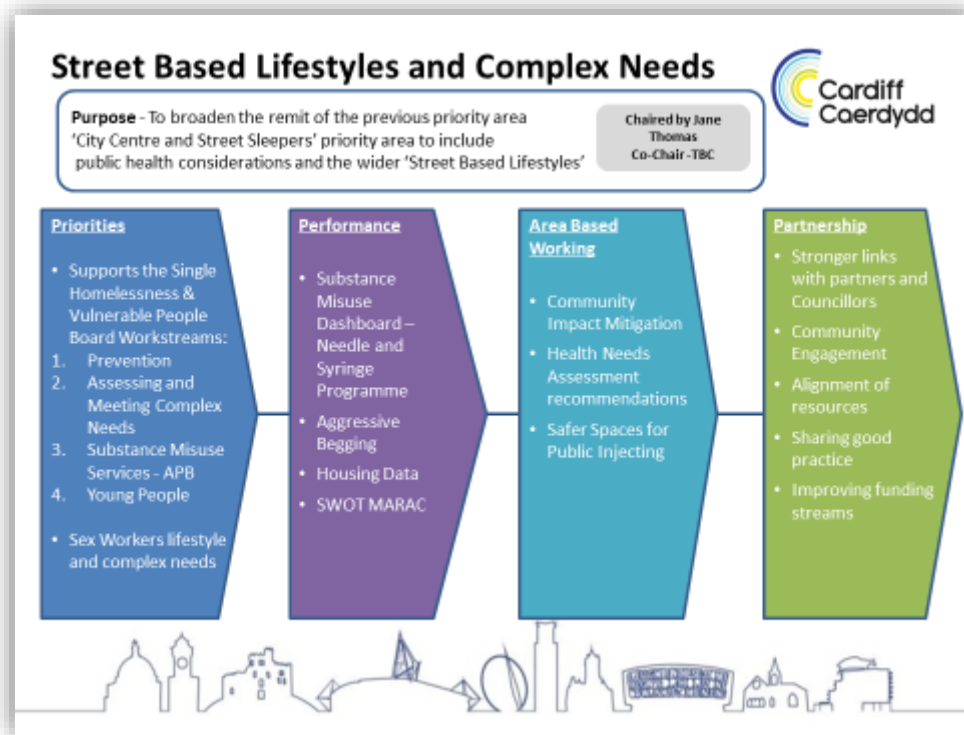 Street Based Lifestyles and Complex Needs
Cardiff
Caerdydd
Purpose - To broaden the remit of the previous priority area
'City Centre and Street Sleepers' priority area to include
public health considerations and the wider 'Street Based Lifestyles'
Chaired by Jane
Thomas
Co-Chair -TBC
Priorities
• Supports the Single
Homelessness &
Vulnerable People
Board Workstreams:
1. Prevention
2. Assessing and
Meeting Complex
Needs
3. Substance Misuse
Services - APB
4. Young People
• Sex Workers lifestyle
and complex needs
Performance
• Substance
Misuse
Dashboard –
Needle and
Syringe
Programme
• Aggressive
Begging
• Housing Data
• SWOT MARAC
Area Based
Working
• Community
Impact Mitigation
• Health Needs
Assessment
recommendations
• Safer Spaces for
Public Injecting
Partnership
• Stronger links
with partners and
Councillors
• Community
Engagement
• Alignment of
resources
• Sharing good
practice
• Improving funding
streams